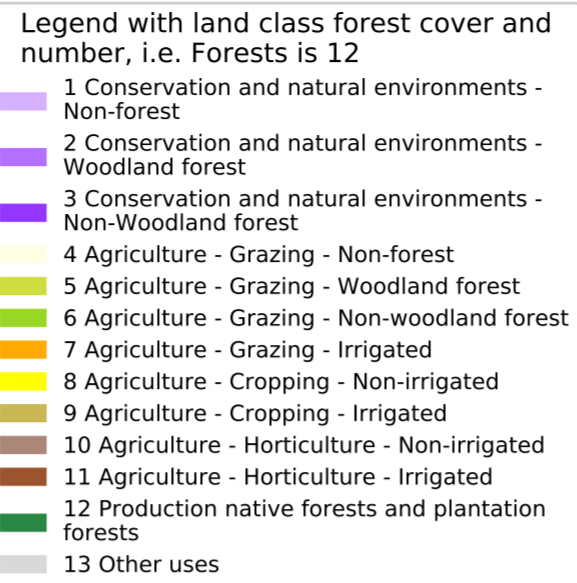 Legend with land class forest cover and
number, i.e. Forests is 12
1 Conservation and natural environments -
Non-forest
2 Conservation and natural environments -
Woodland forest
3 Conservation and natural environments -
Non-Woodland forest
4 Agriculture - Grazing - Non-forest
5 Agriculture - Grazing - Woodland forest
6 Agriculture - Grazing - Non-woodland forest
7 Agriculture - Grazing - Irrigated
8 Agriculture - Cropping - Non-irrigated
9 Agriculture - Cropping - Irrigated
10 Agriculture - Horticulture - Non-irrigated
11 Agriculture - Horticulture - Irrigated
12 Production native forests and plantation
forests
13 Other uses